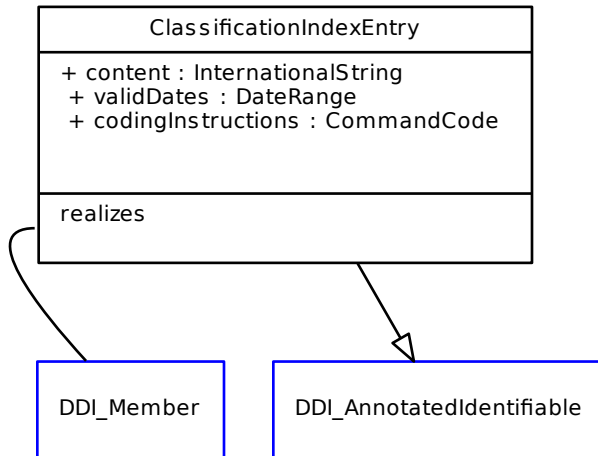 ClassificationIndexEntry
+ content : InternationalString
+ validDates : DateRange
+ codingInstructions : CommandCode
realizes
DDI_Member
DDI_AnnotatedIdentifiable